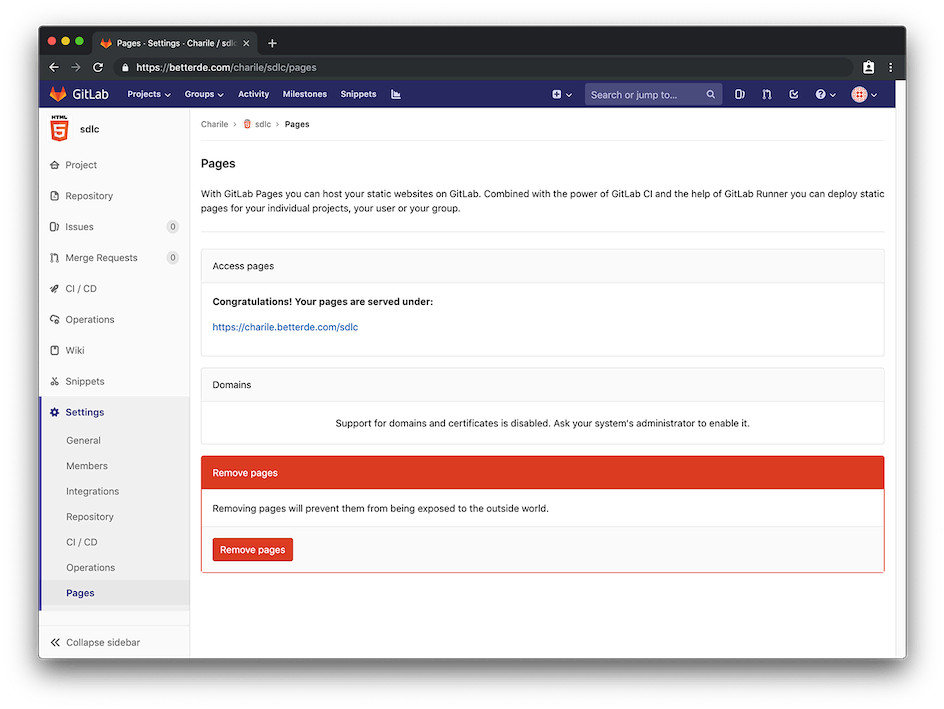 Pages · Settings · Charile / sdlc
https://betterde.com/charile/sdlc/pages
GitLab Projects Groups Activity Milestones Snippets Search or jump to...
HTML
5
sdlc
Project
Repository
Issues 0
Merge Requests 0
CI / CD
Operations
Wiki
Snippets
Settings
General
Members
Integrations
Repository
CI / CD
Operations
Pages
Collapse sidebar
Charile › sdlc › Pages
Pages
With GitLab Pages you can host your static websites on GitLab. Combined with the power of GitLab CI and the help of GitLab Runner you can deploy static
pages for your individual projects, your user or your group.
Access pages
Congratulations! Your pages are served under:
https://charile.betterde.com/sdlc
Domains
Support for domains and certificates is disabled. Ask your system's administrator to enable it.
Remove pages
Removing pages will prevent them from being exposed to the outside world.
Remove pages